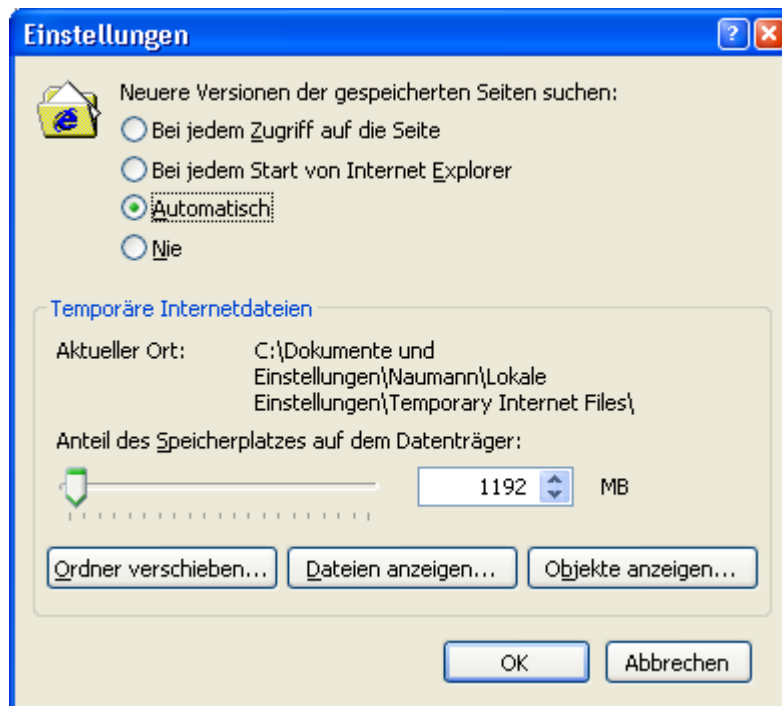 Einstellungen
Neuere Versionen der gespeicherten Seiten suchen:
Bei jedem Zugriff auf die Seite
Bei jedem Start von Internet Explorer
Automatisch
Nie
Temporäre Internetdateien
Aktueller Ort: C:\Dokumente und
Einstellungen\Naumann\Lokale
Einstellungen\Temporary Internet Files\
Anteil des Speicherplatzes auf dem Datenträger:
1192 MB
Ordner verschieben... Dateien anzeigen... Objekte anzeigen...
OK Abbrechen